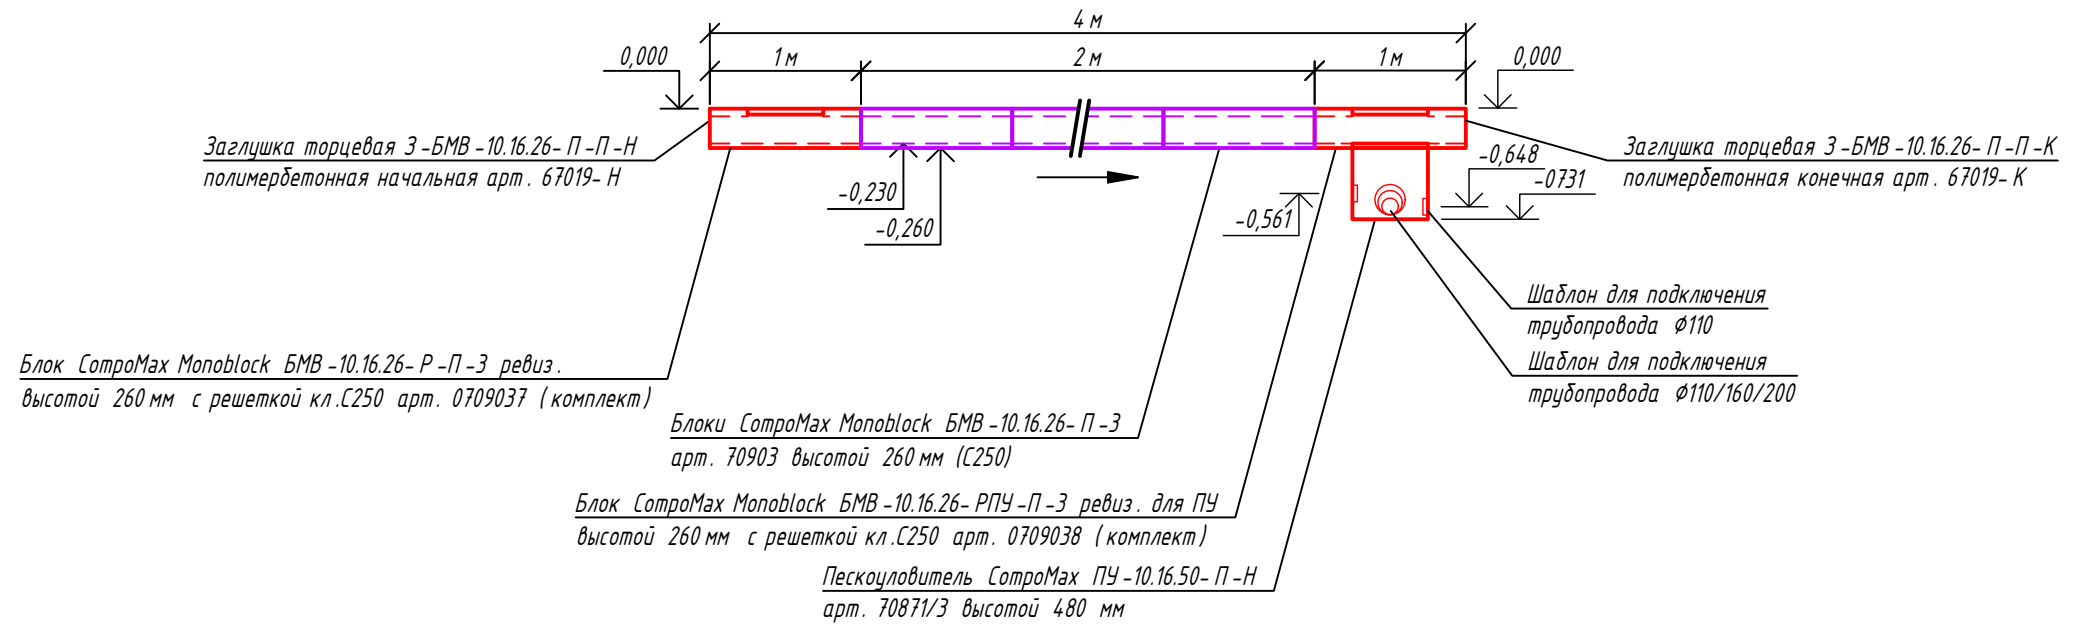 4 м
0,000
1 м
2 м
1 м
0,000
Заглушка торцевая З-БМВ-10.16.26-П-П-Н
полимербетонная начальная арт. 67019-Н
Заглушка торцевая З-БМВ-10.16.26-П-П-К
полимербетонная конечная арт. 67019-К
-0,648
-0731
-0,230
-0,260
-0,561
Шаблон для подключения
трубопровода Ф110
Шаблон для подключения
трубопровода Ф110/160/200
Блок CompoMax Monoblock БМВ-10.16.26-Р-П-З ревиз.
высотой 260 мм с решеткой кл.С250 арт. 0709037 (комплект)
Блоки CompoMax Monoblock БМВ-10.16.26-П-З
арт. 70903 высотой 260 мм (С250)
Блок CompoMax Monoblock БМВ-10.16.26-РПУ-П-З ревиз. для ПУ
высотой 260 мм с решеткой кл.С250 арт. 0709038 (комплект)
Пескоуловитель CompoMax ПУ-10.16.50-П-Н
арт. 70871/3 высотой 480 мм